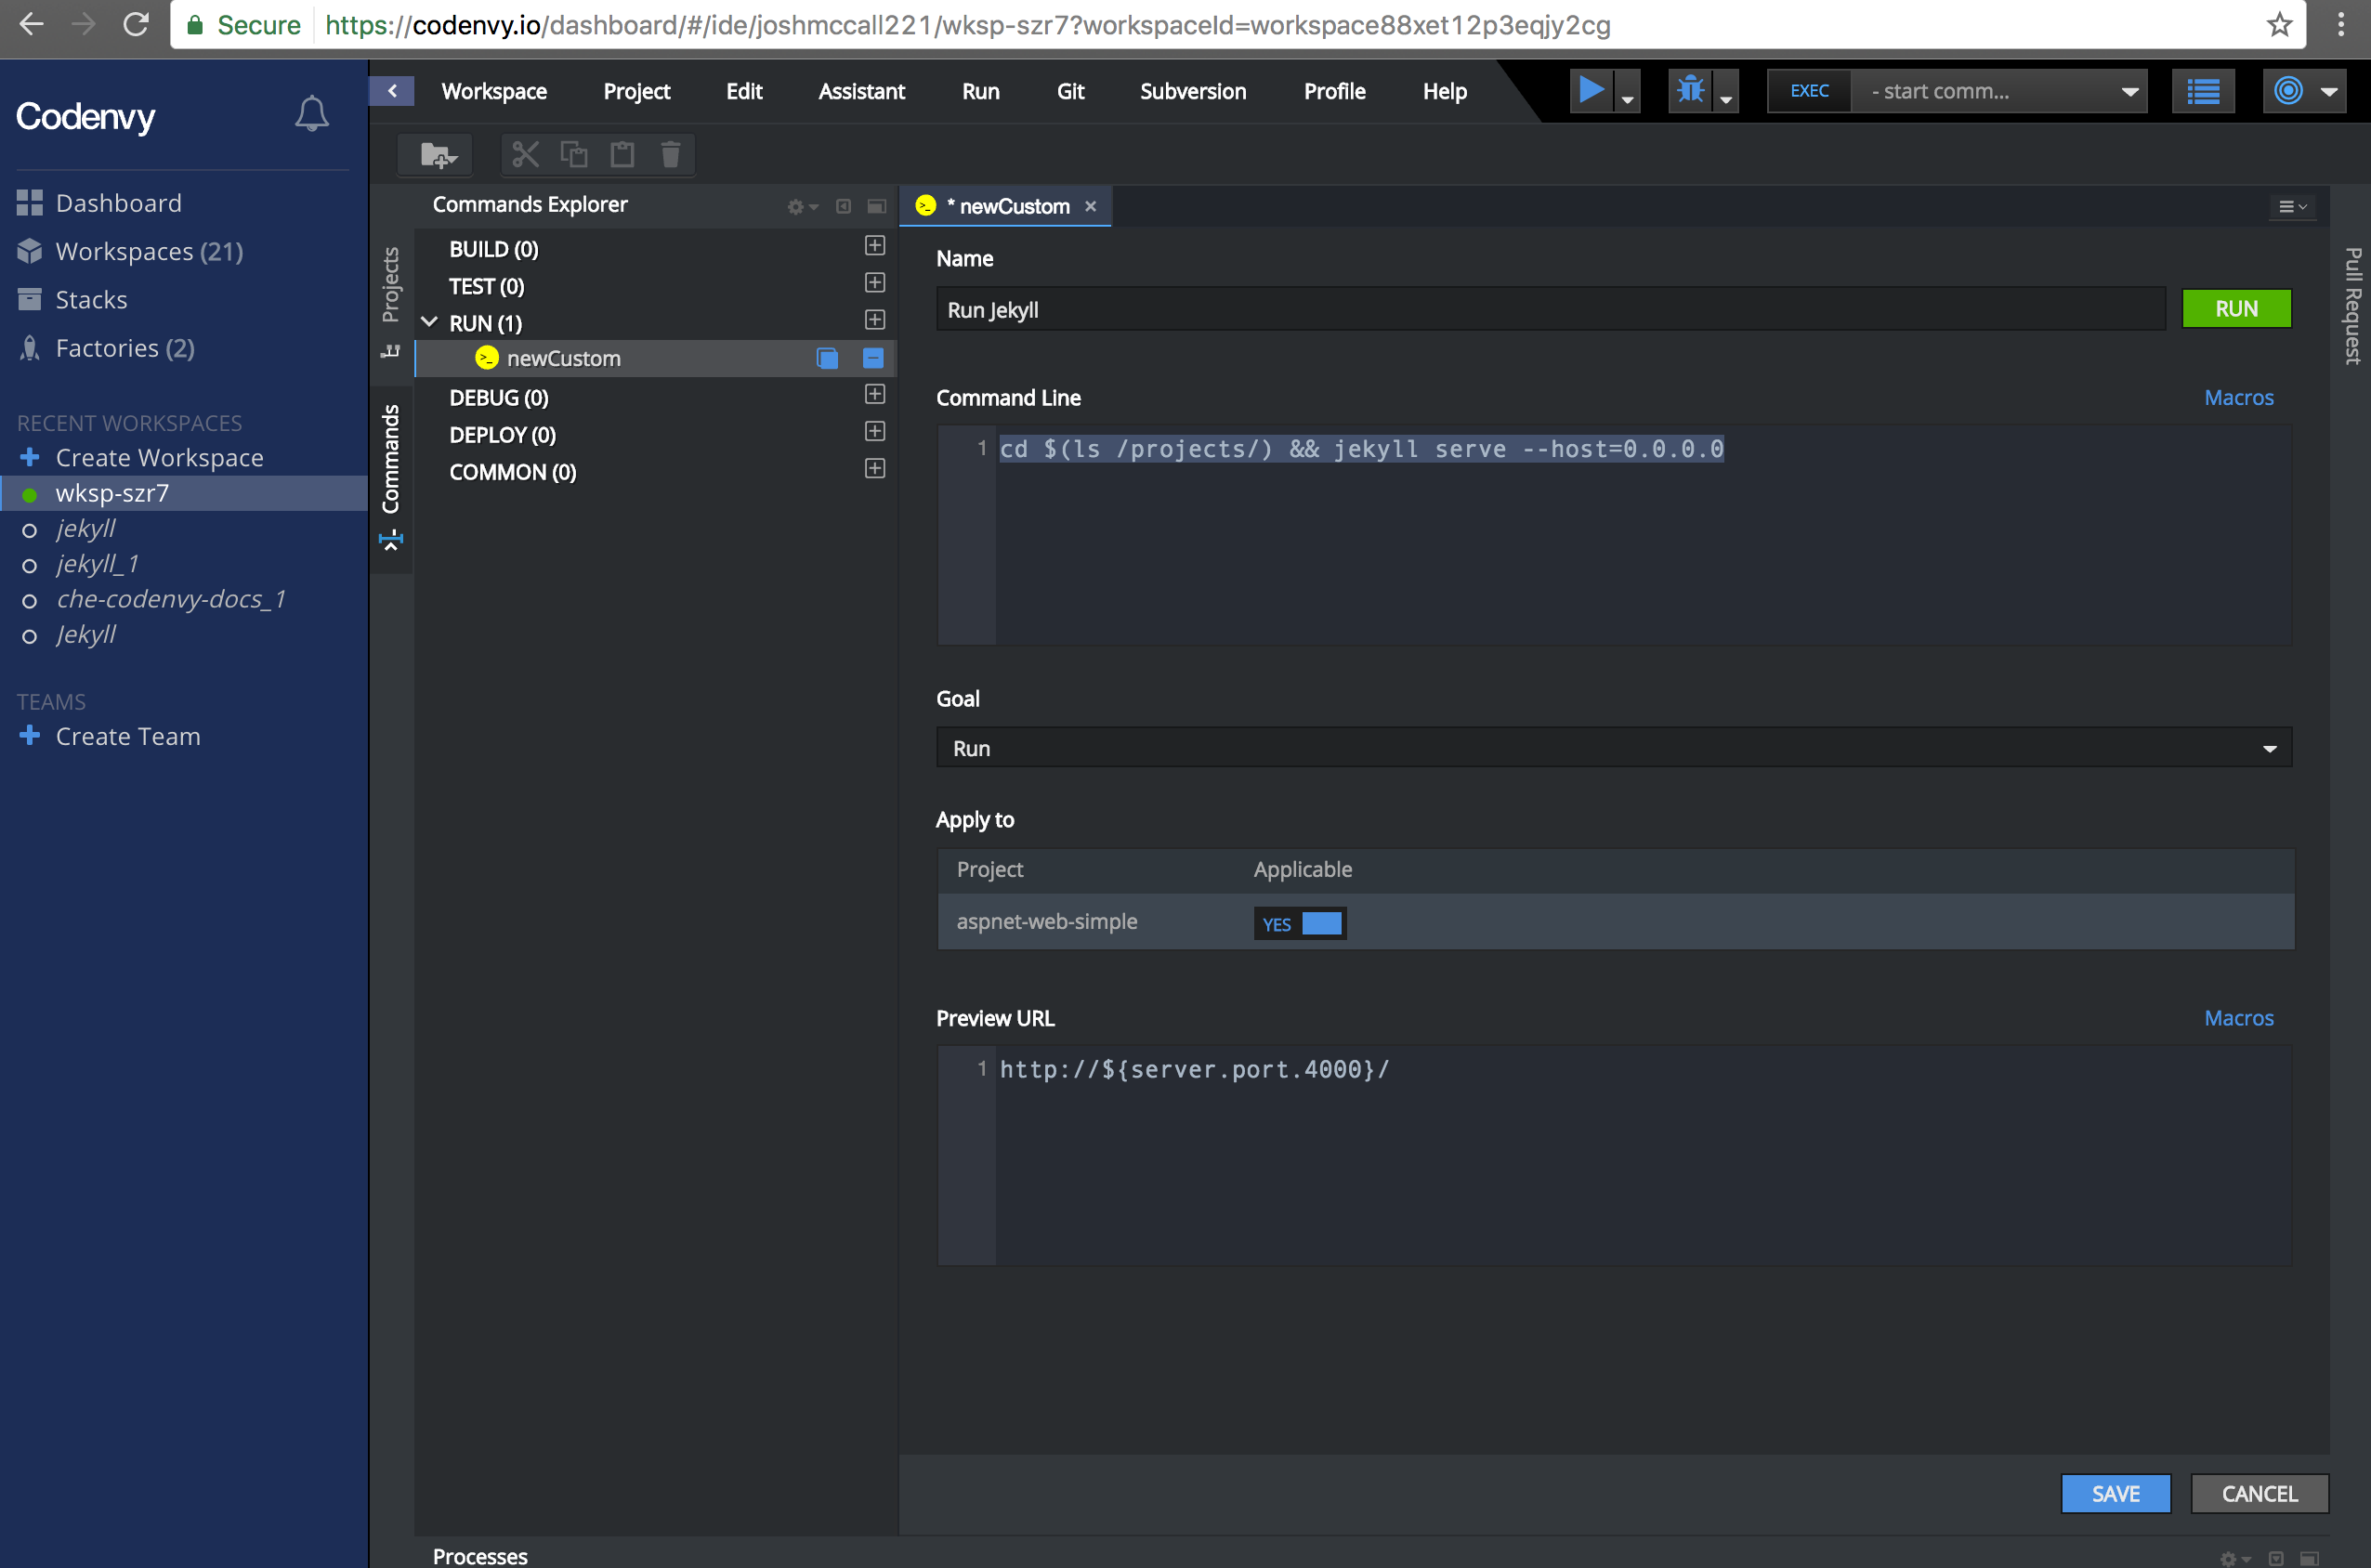 Secure https://codenvy.io/dashboard/#/ide/joshmccall221/wksp-szr7?workspaceId=workspace88xet12p3eqjy2cg
Codenvy
Dashboard
Workspaces (21)
Stacks
Factories (2)
RECENT WORKSPACES
Create Workspace
wksp-szr7
jekyll
jekyll_1
che-codenvy-docs_1
Jekyll
TEAMS
Create Team
Workspace Project Edit Assistant Run Git Subversion Profile Help
EXEC - start comm...
Projects
Commands
Commands Explorer
BUILD (0)
TEST (0)
RUN (1)
>_ newCustom
DEBUG (0)
DEPLOY (0)
COMMON (0)
>_ * newCustom ×
Name
Run Jekyll RUN
Command Line Macros
1 cd $(ls /projects/) && jekyll serve --host=0.0.0.0
Goal
Run
Apply to
Project Applicable
aspnet-web-simple YES
Preview URL Macros
1 http://${server.port.4000}/
SAVE CANCEL
Pull Request
Processes